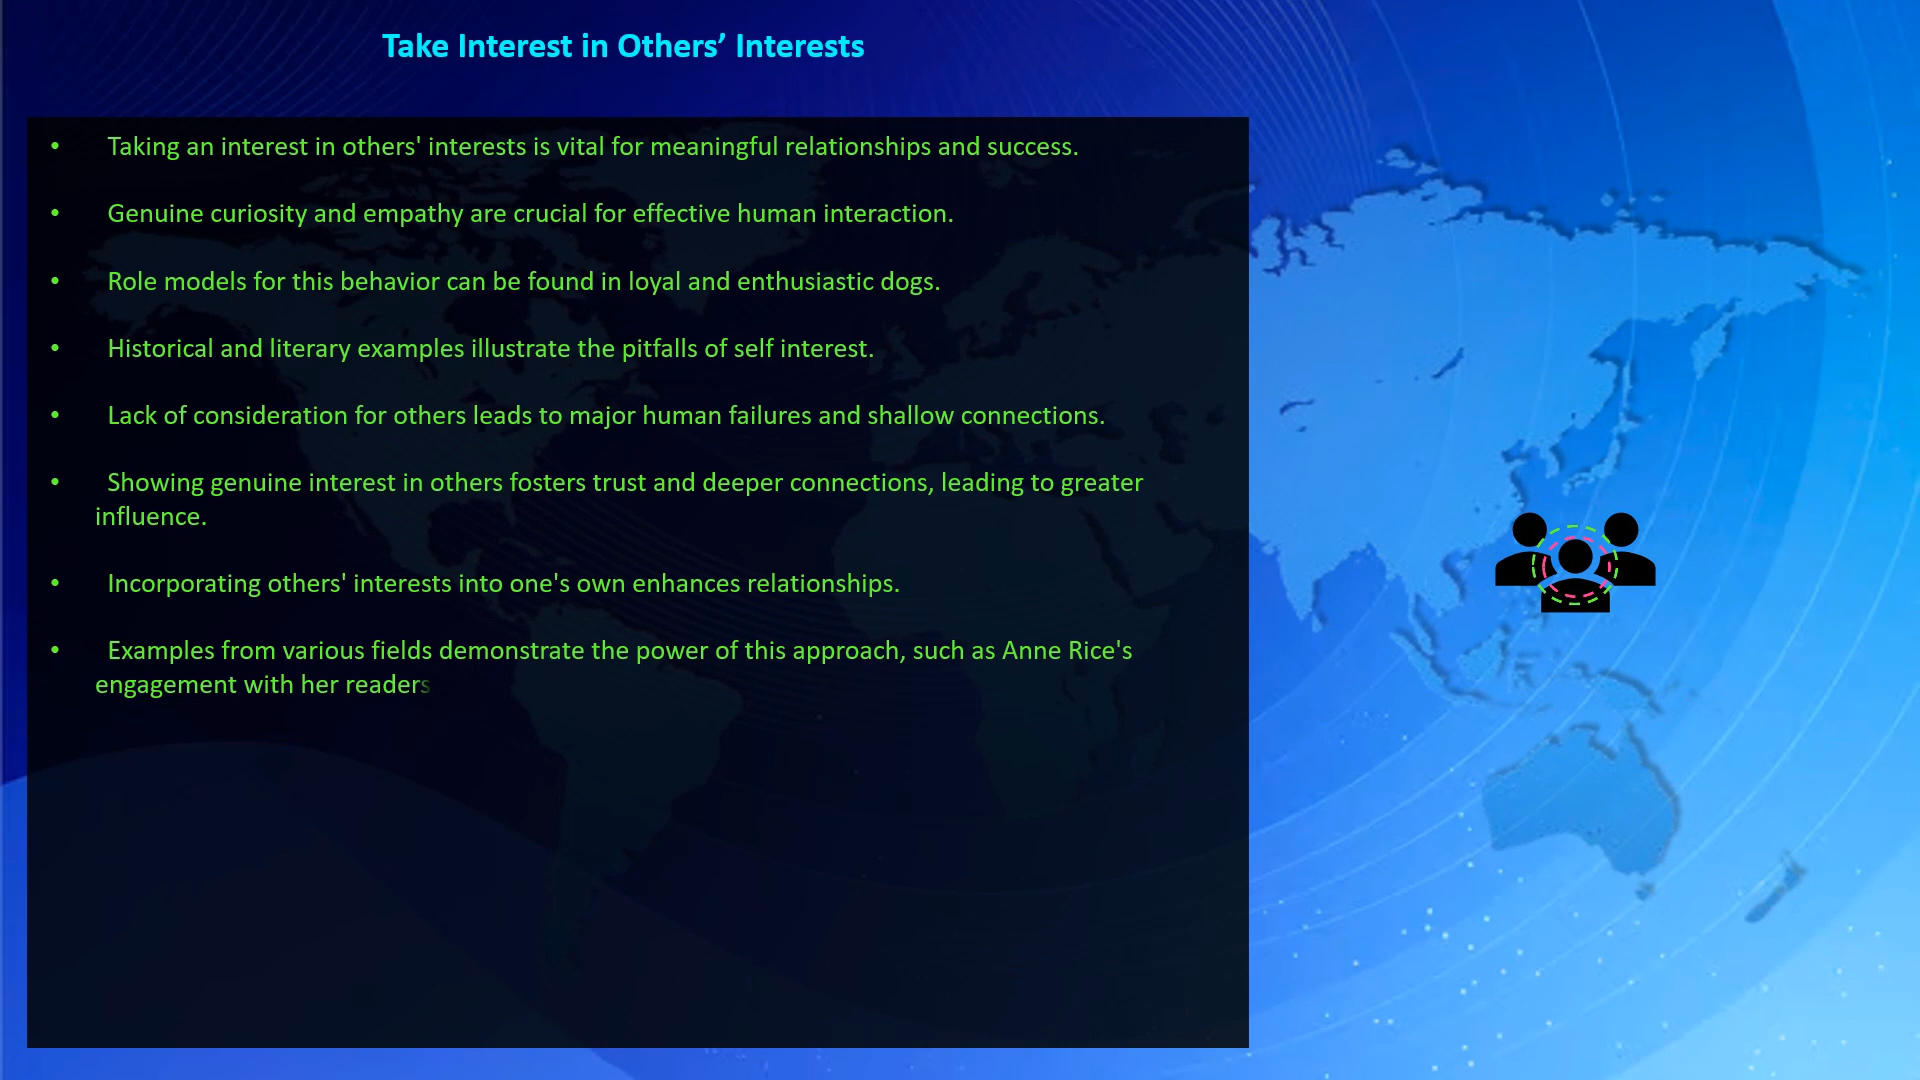 Take Interest in Others’ Interests
• Taking an interest in others' interests is vital for meaningful relationships and success.
• Genuine curiosity and empathy are crucial for effective human interaction.
• Role models for this behavior can be found in loyal and enthusiastic dogs.
• Historical and literary examples illustrate the pitfalls of self interest.
• Lack of consideration for others leads to major human failures and shallow connections.
• Showing genuine interest in others fosters trust and deeper connections, leading to greater
influence.
• Incorporating others' interests into one's own enhances relationships.
• Examples from various fields demonstrate the power of this approach, such as Anne Rice's
engagement with her readers